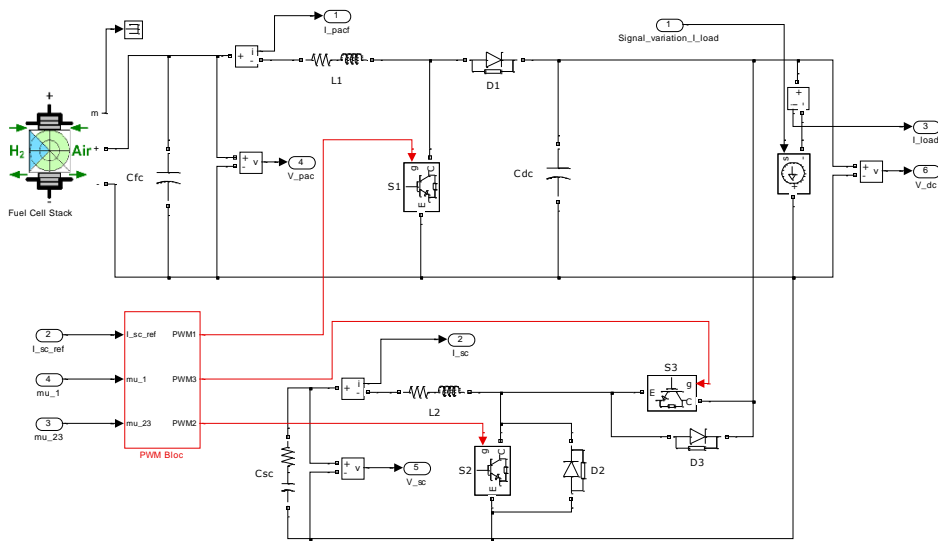 1
I_pacf
1
Signal_variation_I_load
+
i
-
L1
D1
m
+
+
H2
Air
-
-
Fuel Cell Stack
Cfc
+
-
v
4
V_pac
g
C
S1
E
Cdc
i
+
-
3
I_load
s
-
+
+
-
v
6
V_dc
2
I_sc_ref
4
mu_1
3
mu_23
I_sc_ref
mu_1
mu_23
PWM1
PWM3
PWM2
PWM Bloc
2
I_sc
+
i
-
L2
S3
g
E
C
D3
Csc
+
-
v
5
V_sc
g
C
S2
E
D2